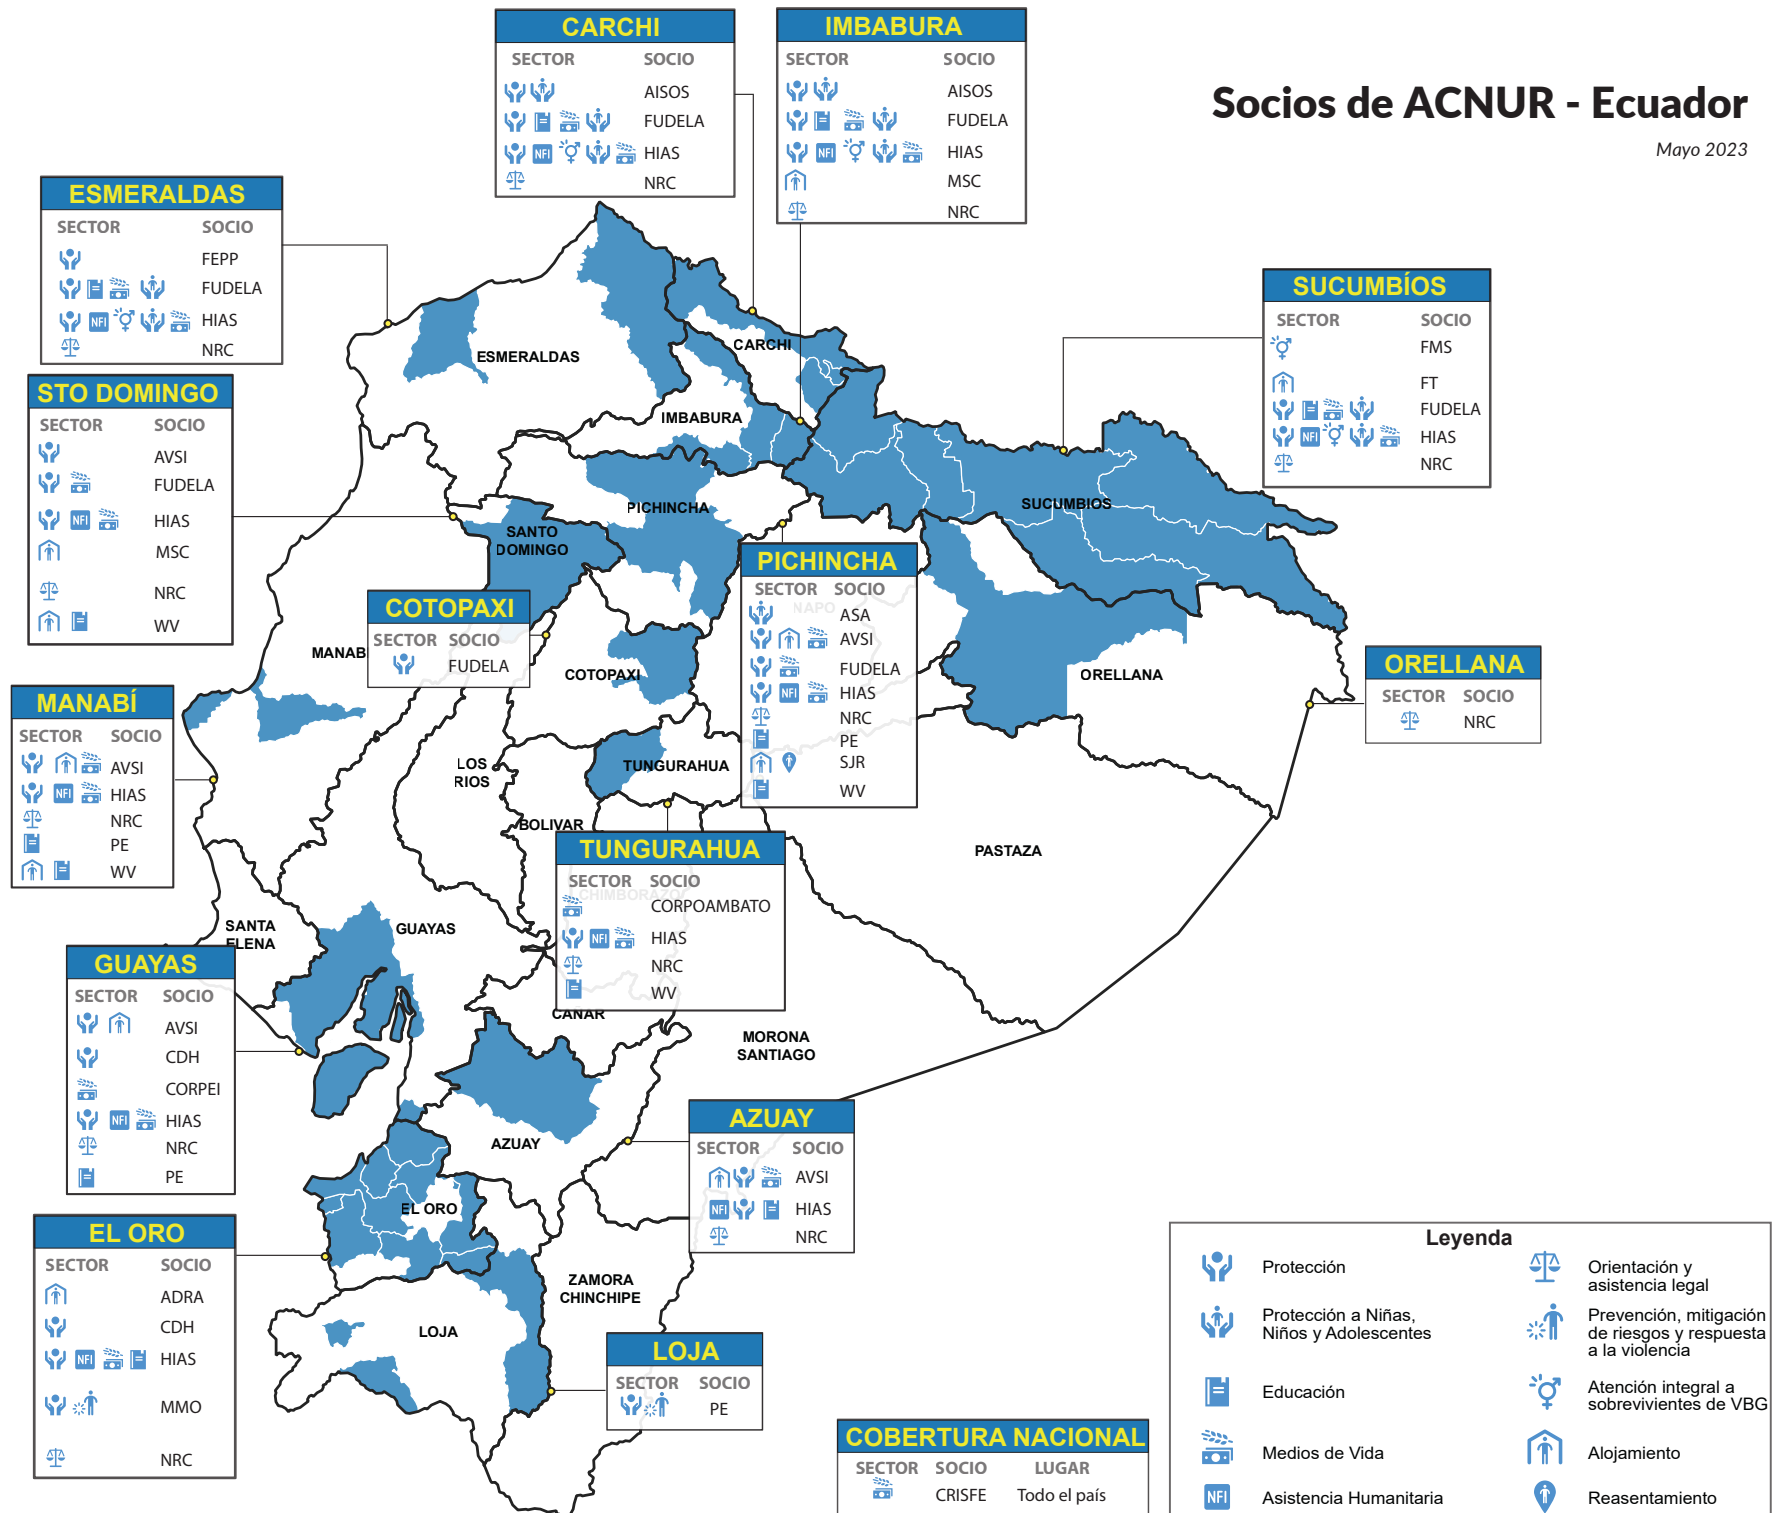 Socios de ACNUR - Ecuador
Mayo 2023
CARCHI
SECTOR SOCIO
AISOS
FUDELA
NFI HIAS
NRC
IMBABURA
SECTOR SOCIO
AISOS
FUDELA
NFI HIAS
MSC
NRC
ESMERALDAS
SECTOR SOCIO
FEPP
FUDELA
NFI HIAS
NRC
SUCUMBÍOS
SECTOR SOCIO
FMS
FT
FUDELA
NFI HIAS
NRC
STO DOMINGO
SECTOR SOCIO
AVSI
FUDELA
NFI HIAS
MSC
NRC
WV
COTOPAXI
SECTOR SOCIO
FUDELA
PICHINCHA
SECTOR SOCIO
ASA
AVSI
FUDELA
NFI HIAS
NRC
PE
SJR
WV
ORELLANA
SECTOR SOCIO
NRC
MANABÍ
SECTOR SOCIO
AVSI
NFI HIAS
NRC
PE
WV
TUNGURAHUA
SECTOR SOCIO
CORPOAMBATO
NFI HIAS
NRC
WV
GUAYAS
SECTOR SOCIO
AVSI
CDH
CORPEI
NFI HIAS
NRC
PE
AZUAY
SECTOR SOCIO
AVSI
NFI HIAS
NRC
EL ORO
SECTOR SOCIO
ADRA
CDH
NFI HIAS
MMO
NRC
LOJA
SECTOR SOCIO
PE
COBERTURA NACIONAL
SECTOR SOCIO LUGAR
CRISFE Todo el país
ESMERALDAS
CARCHI
IMBABURA
PICHINCHA
SANTO
DOMINGO
SUCUMBIOS
NAPO
MANAB
COTOPAXI
ORELLANA
LOS
RIOS
TUNGURAHUA
BOLIVAR
CHIMBORAZO
PASTAZA
SANTA
ELENA
GUAYAS
CAÑAR
MORONA
SANTIAGO
AZUAY
EL ORO
ZAMORA
CHINCHIPE
LOJA
Leyenda
Protección
Orientación y
asistencia legal
Protección a Niñas,
Niños y Adolescentes
Prevención, mitigación
de riesgos y respuesta
a la violencia
Educación
Atención integral a
sobrevivientes de VBG
Medios de Vida
Alojamiento
NFI Asistencia Humanitaria
Reasentamiento